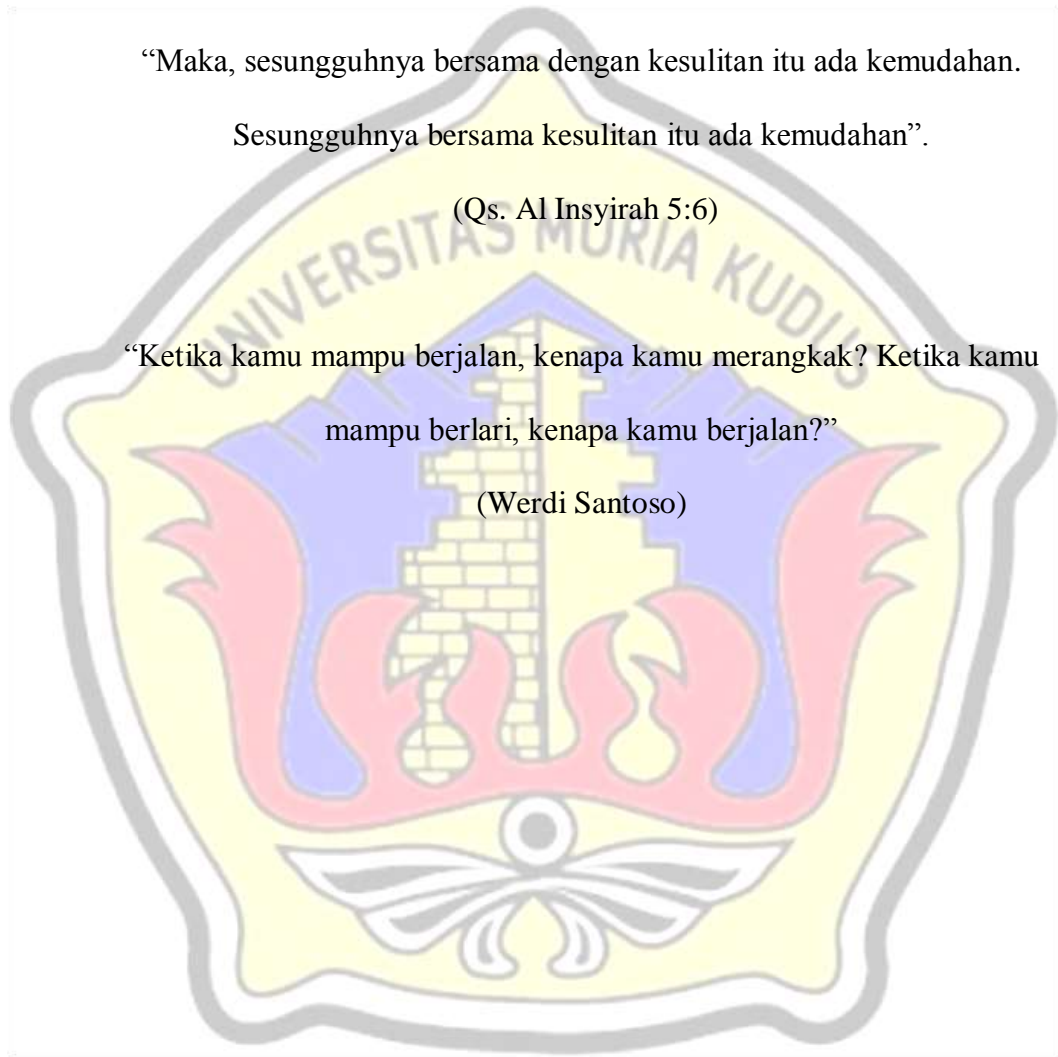 “Maka, sesungguhnya bersama dengan kesulitan itu ada kemudahan.
Sesungguhnya bersama kesulitan itu ada kemudahan”.
(Qs. Al Insyirah 5:6)
UNIVERSITAS MURIA KUDUS
“Ketika kamu mampu berjalan, kenapa kamu merangkak? Ketika kamu
mampu berlari, kenapa kamu berjalan?”
(Werdi Santoso)